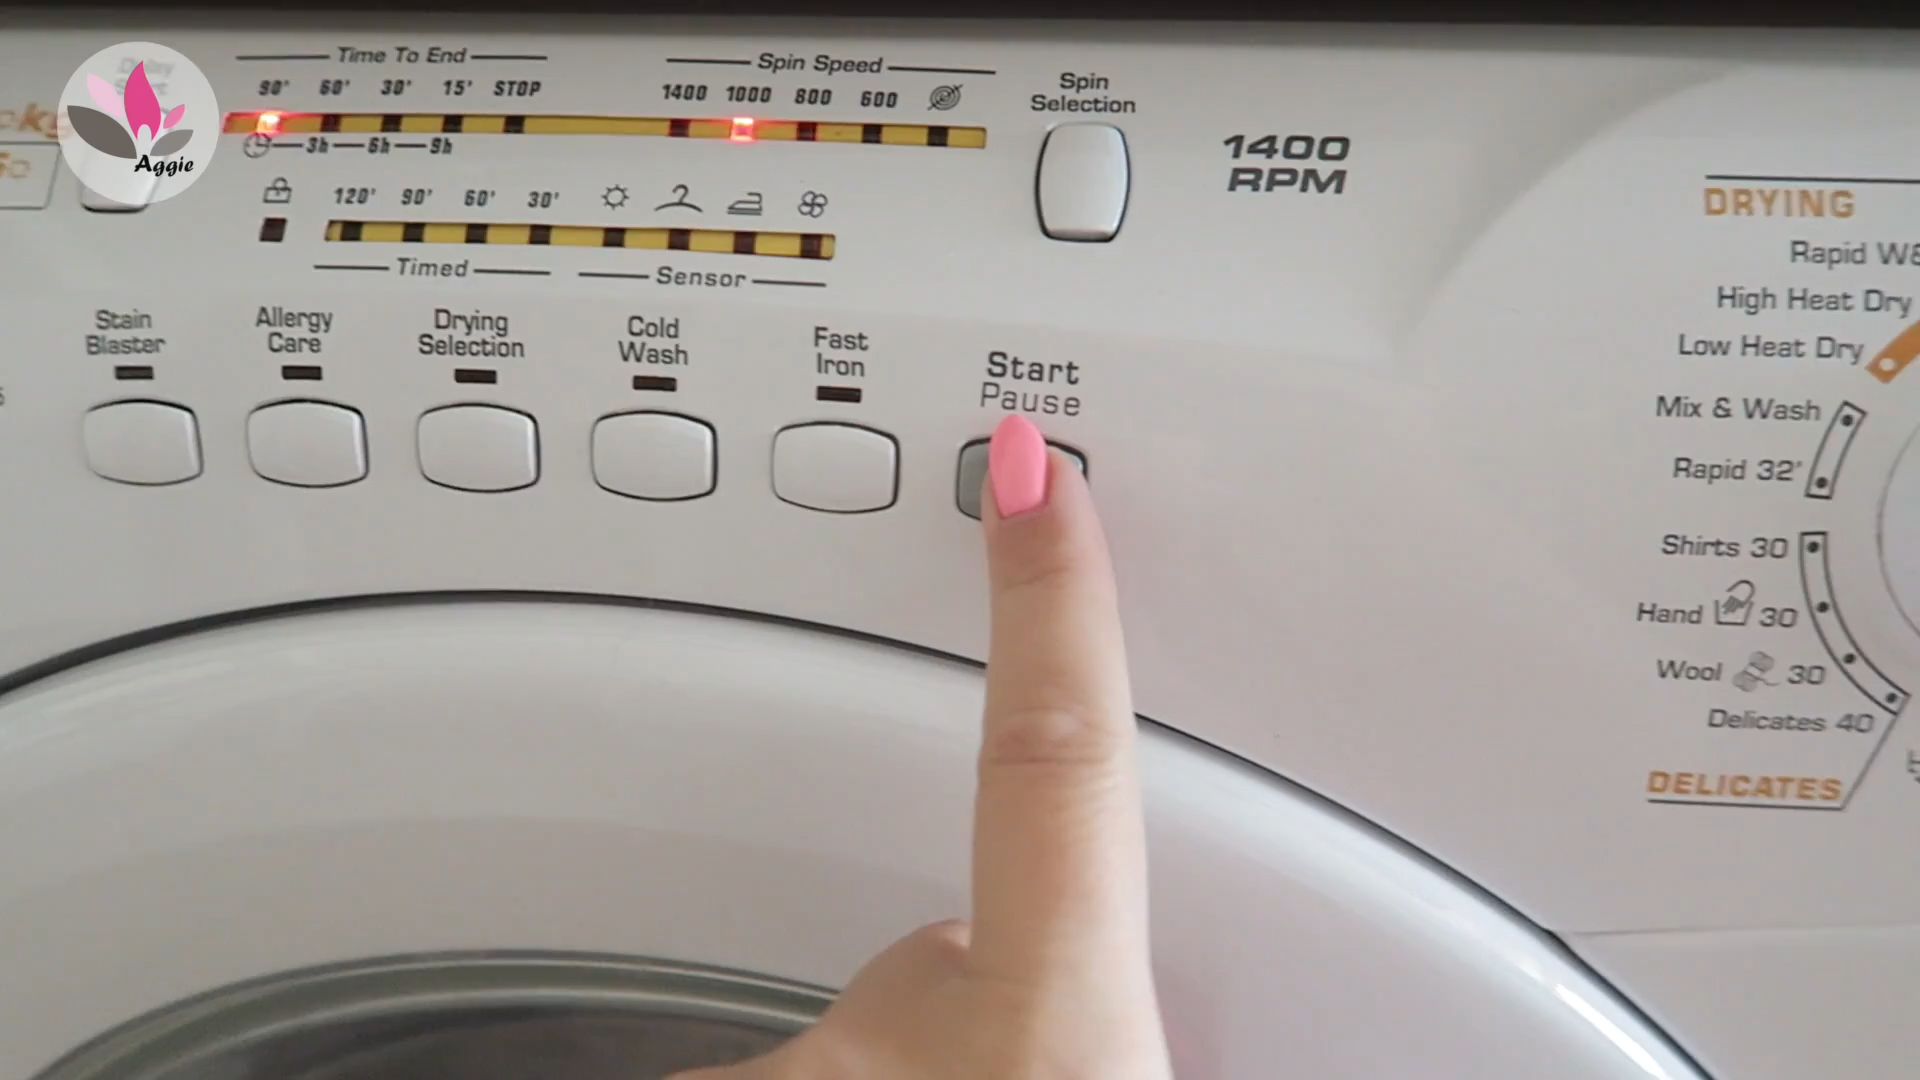 Time To End
90' 60' 30' 15' STOP
3h 6h 9h
Spin Speed
1400 1000 800 600
Spin
Selection
1400
RPM
120' 90' 60' 30'
Timed
Sensor
Stain
Blaster
Allergy
Care
Drying
Selection
Cold
Wash
Fast
Iron
Start
Pause
DRYING
Rapid W&
High Heat Dry
Low Heat Dry
Mix & Wash
Rapid 32'
Shirts 30
Hand 30
Wool 30
Delicates 40
DELICATES
Aggie